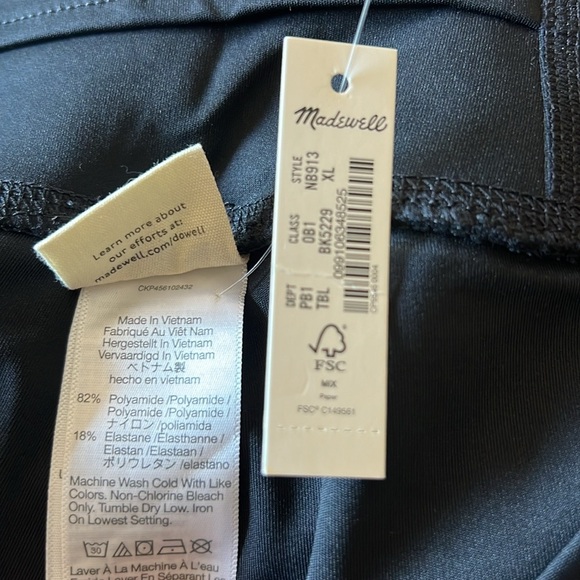 Madewell
STYLE NB913 XL
CLASS OB1 BK5229
DEPT PB1 TBL
099106348525
FSC
MIX
Paper
FSC® C149561
Learn more about
our efforts at:
madewell.com/dowell
CKP456102432
Made In Vietnam
Fabriqué Au Viêt Nam
Hergestellt In Vietnam
Vervaardigd In Vietnam
ベトナム製
hecho en vietnam
82% Polyamide /Polyamide /
Polyamide /Polyamide /
ナイロン /poliamida
18% Elastane /Elasthanne /
Elastan /Elastaan /
ポリウレタン /elastano
Machine Wash Cold With Like
Colors. Non-Chlorine Bleach
Only. Tumble Dry Low. Iron
On Lowest Setting.
30
Laver À La Machine À L'eau